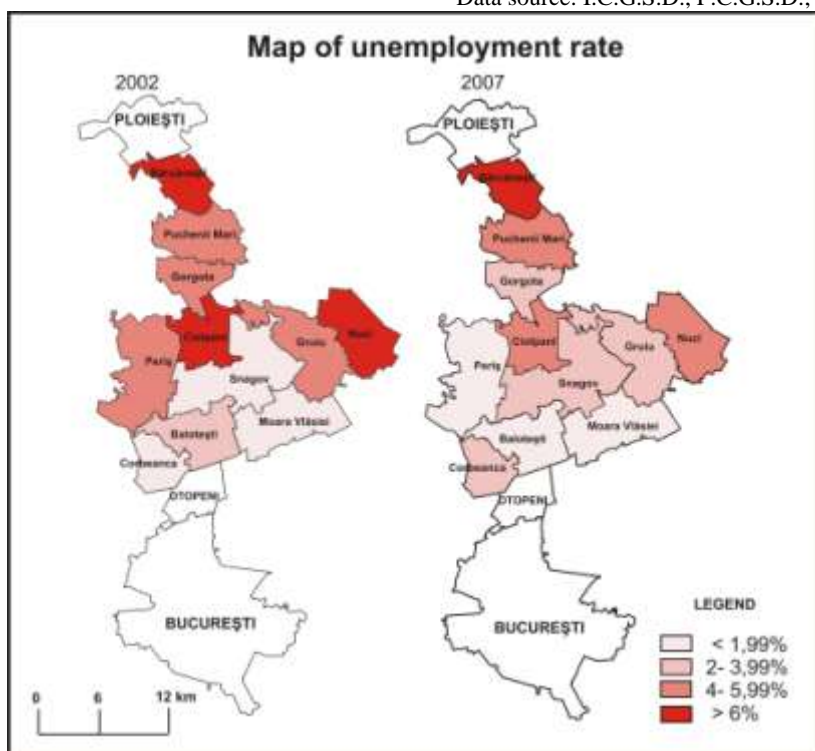 Data source: I.C.G.S.D., P.C.G.S.D.,
Map of unemployment rate
2002
PLOIEŞTI
Puchenii Mari
Gorgota
Ciolpani
Nuci
Gruiu
Periş
Snagov
Moara Vlăsiei
Baloteşti
Corbeanca
OTOPENI
BUCUREŞTI
0 6 12 km
2007
PLOIEŞTI
Puchenii Mari
Gorgota
Ciolpani
Nuci
Gruiu
Periş
Snagov
Moara Vlăsiei
Baloteşti
Corbeanca
OTOPENI
BUCUREŞTI
LEGEND
< 1,99%
2- 3,99%
4- 5,99%
> 6%